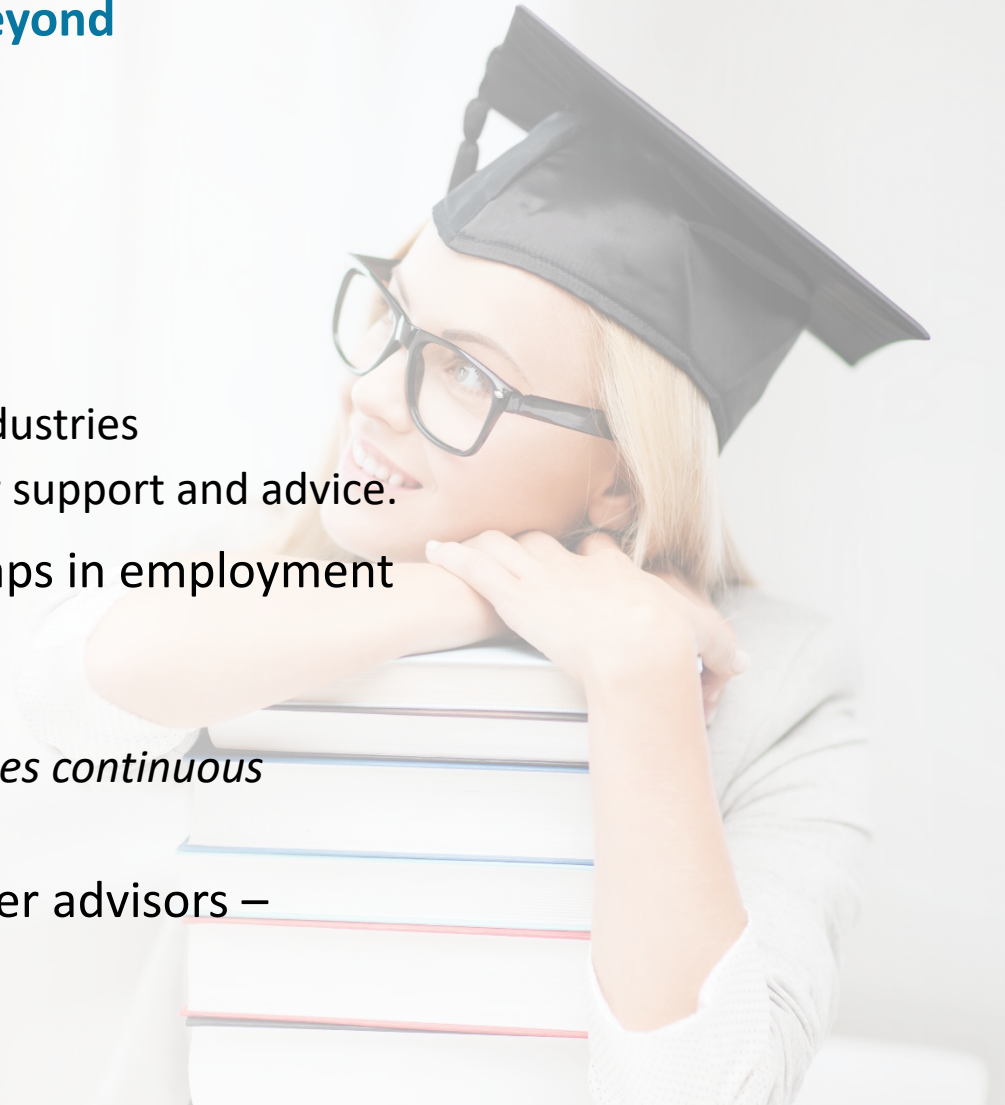 eyond
dustries
support and advice.
ps in employment
es continuous
er advisors –